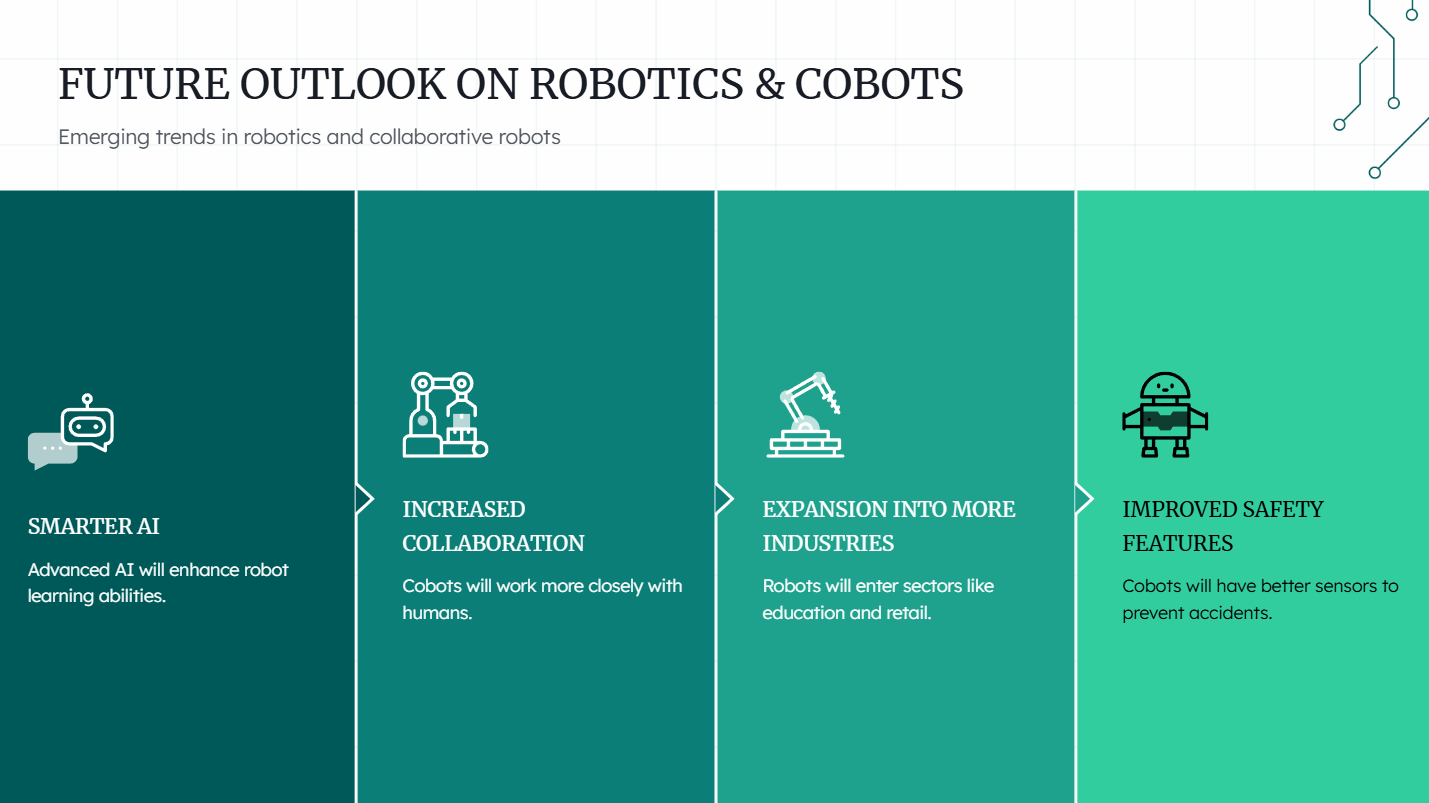 FUTURE OUTLOOK ON ROBOTICS & COBOTS
Emerging trends in robotics and collaborative robots
SMARTER AI
Advanced AI will enhance robot
learning abilities.
INCREASED
COLLABORATION
Cobots will work more closely with
humans.
EXPANSION INTO MORE
INDUSTRIES
Robots will enter sectors like
education and retail.
IMPROVED SAFETY
FEATURES
Cobots will have better sensors to
prevent accidents.